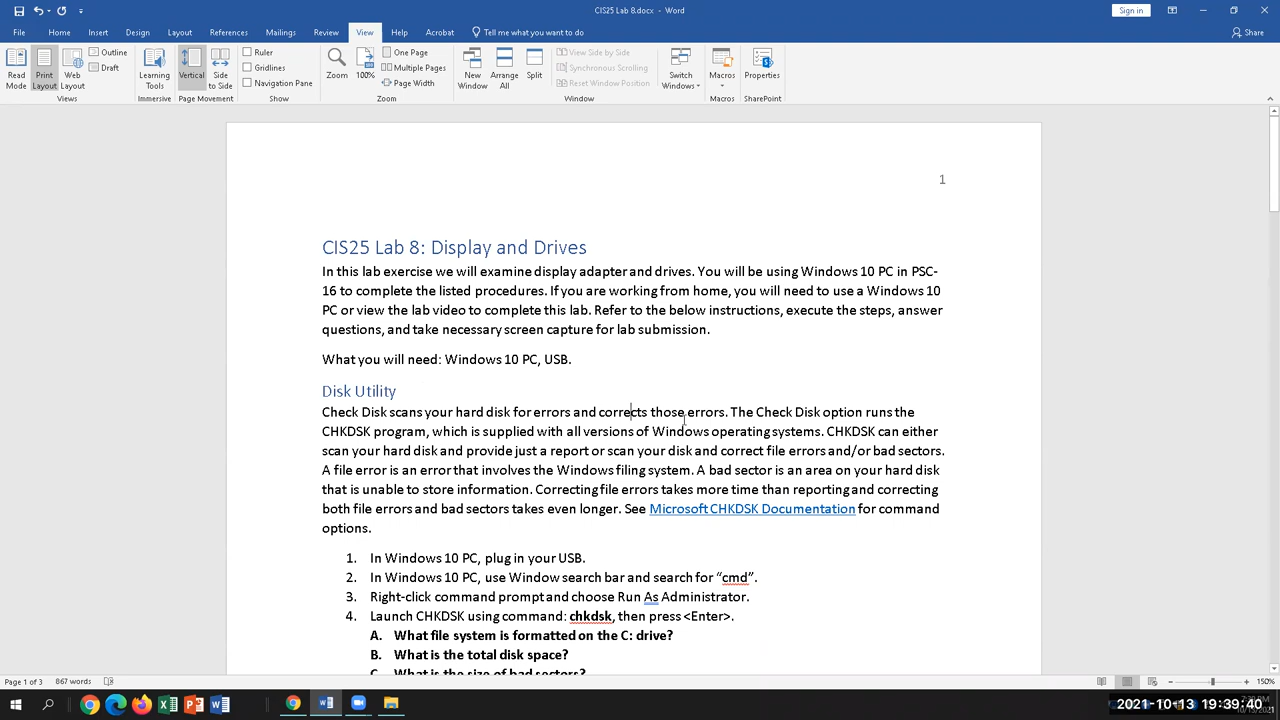 CIS25 Lab 8.docx - Word
Sign in
File Home Insert Design Layout References Mailings Review View Help Acrobat Tell me what you want to do Share
Read Mode
Print Layout
Web Layout
Outline
Draft
Views
Learning Tools
Immersive
Vertical
Side to Side
Page Movement
Ruler
Gridlines
Navigation Pane
Show
Zoom
100%
One Page
Multiple Pages
Page Width
Zoom
New Window
Arrange All
Split
View Side by Side
Synchronous Scrolling
Reset Window Position
Window
Switch Windows
Macros
Macros
Properties
SharePoint
1
CIS25 Lab 8: Display and Drives
In this lab exercise we will examine display adapter and drives. You will be using Windows 10 PC in PSC-
16 to complete the listed procedures. If you are working from home, you will need to use a Windows 10
PC or view the lab video to complete this lab. Refer to the below instructions, execute the steps, answer
questions, and take necessary screen capture for lab submission.
What you will need: Windows 10 PC, USB.
Disk Utility
Check Disk scans your hard disk for errors and corrects those errors. The Check Disk option runs the
CHKDSK program, which is supplied with all versions of Windows operating systems. CHKDSK can either
scan your hard disk and provide just a report or scan your disk and correct file errors and/or bad sectors.
A file error is an error that involves the Windows filing system. A bad sector is an area on your hard disk
that is unable to store information. Correcting file errors takes more time than reporting and correcting
both file errors and bad sectors takes even longer. See Microsoft CHKDSK Documentation for command
options.
1. In Windows 10 PC, plug in your USB.
2. In Windows 10 PC, use Window search bar and search for “cmd”.
3. Right-click command prompt and choose Run As Administrator.
4. Launch CHKDSK using command: chkdsk, then press <Enter>.
A. What file system is formatted on the C: drive?
B. What is the total disk space?
C. What is the size of bad sectors?
Page 1 of 3 867 words 150%
2021-10-13 19:39:40